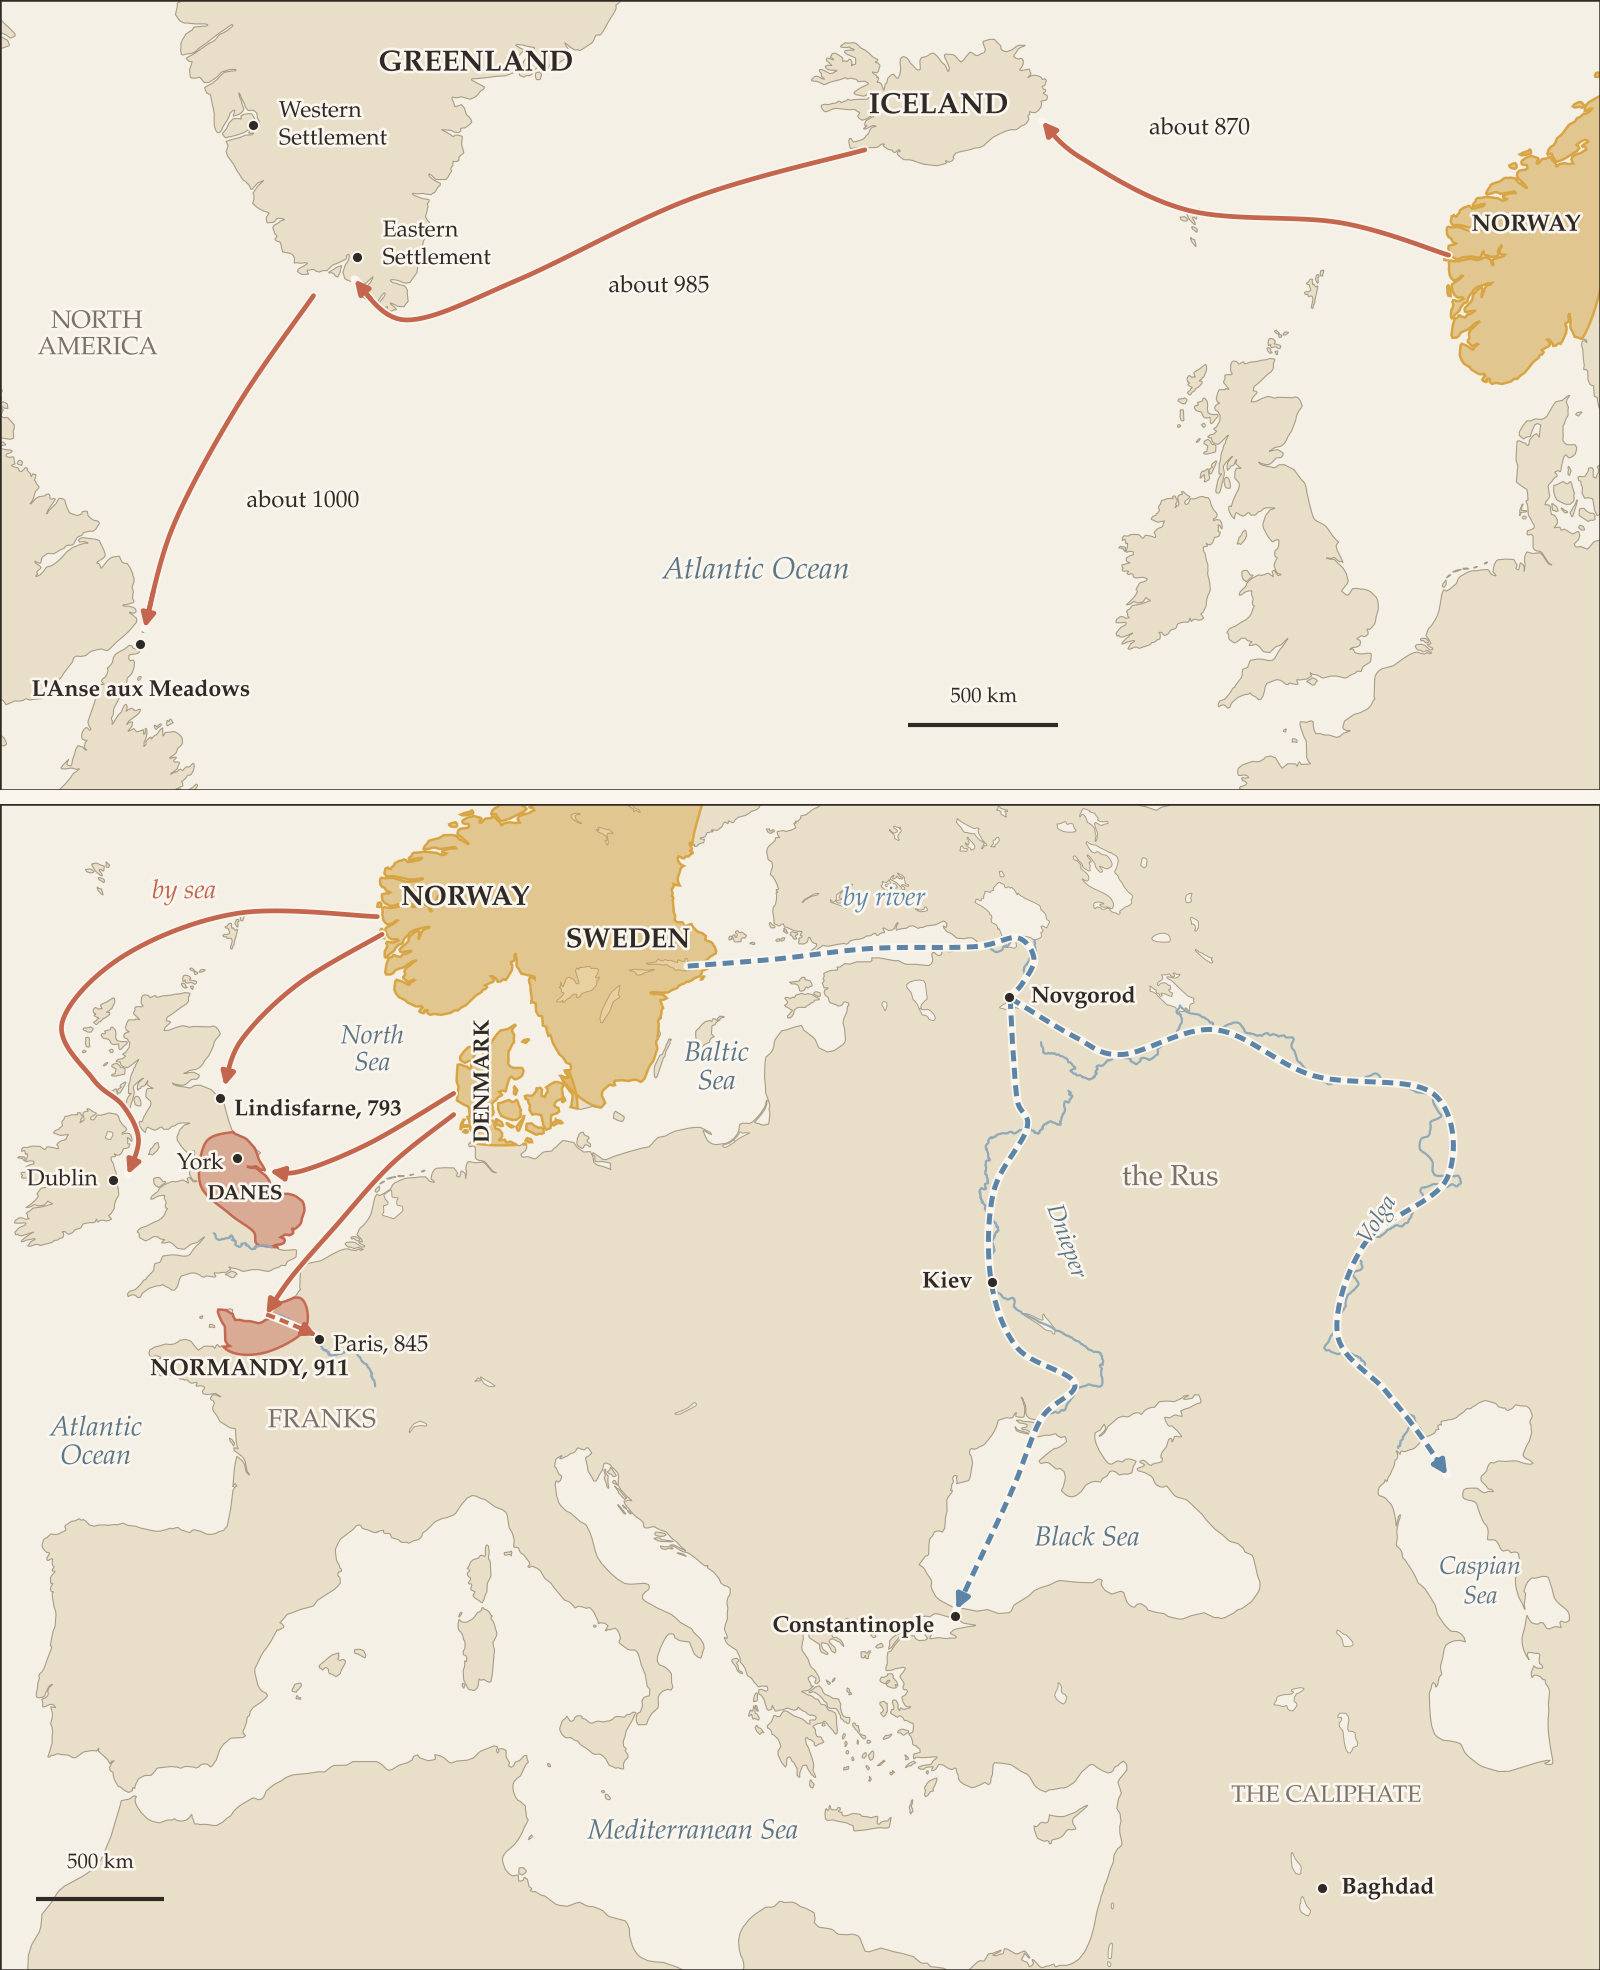 GREENLAND
Western
Settlement
ICELAND
about 870
NORWAY
Eastern
Settlement
about 985
NORTH
AMERICA
about 1000
Atlantic Ocean
L'Anse aux Meadows
500 km
by sea
NORWAY
by river
SWEDEN
Novgorod
North
Sea
DENMARK
Baltic
Sea
Lindisfarne, 793
York
Dublin
DANES
the Rus
Dnieper
Volga
Kiev
Paris, 845
NORMANDY, 911
FRANKS
Atlantic
Ocean
Black Sea
Caspian
Sea
Constantinople
THE CALIPHATE
Mediterranean Sea
500 km
Baghdad